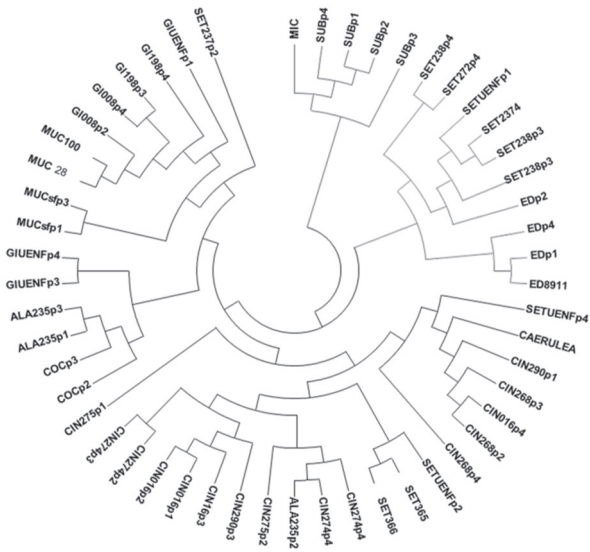 MIC
SUBp4
SUBp1
SUBp2
SUBp3
SET238p4
SET272p4
SETUENFp1
SET2374
SET238p3
SET238p3
EDp2
EDp4
EDp1
ED8911
SETUENFp4
CAERULEA
CIN290p1
CIN268p3
CIN016p4
CIN268p2
CIN268p4
SETUENFp2
SET365
SET366
CIN274p4
CIN274p4
ALA235p2
CIN275p2
CIN290p3
CIN16p3
CIN016p1
CIN016p2
CIN274p2
CIN274p3
CIN275p1
COCp2
COCp3
ALA235p1
ALA235p3
GIUENFp3
GIUENFp4
MUCsfp1
MUCsfp3
MUC 28
MUC100
GI008p2
GI008p4
GI198p3
GI198p4
GIUENFp1
SET237p2